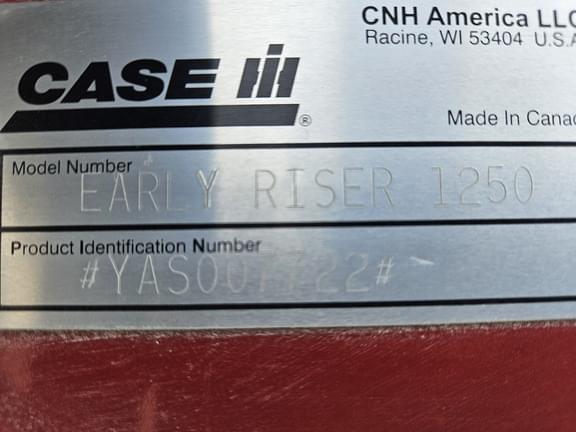 CNH America LLC
Racine, WI 53404 U.S.A
CASE IH ®
Made In Canad
Model Number
EARLY RISER 1250
Product Identification Number
#YAS007722#